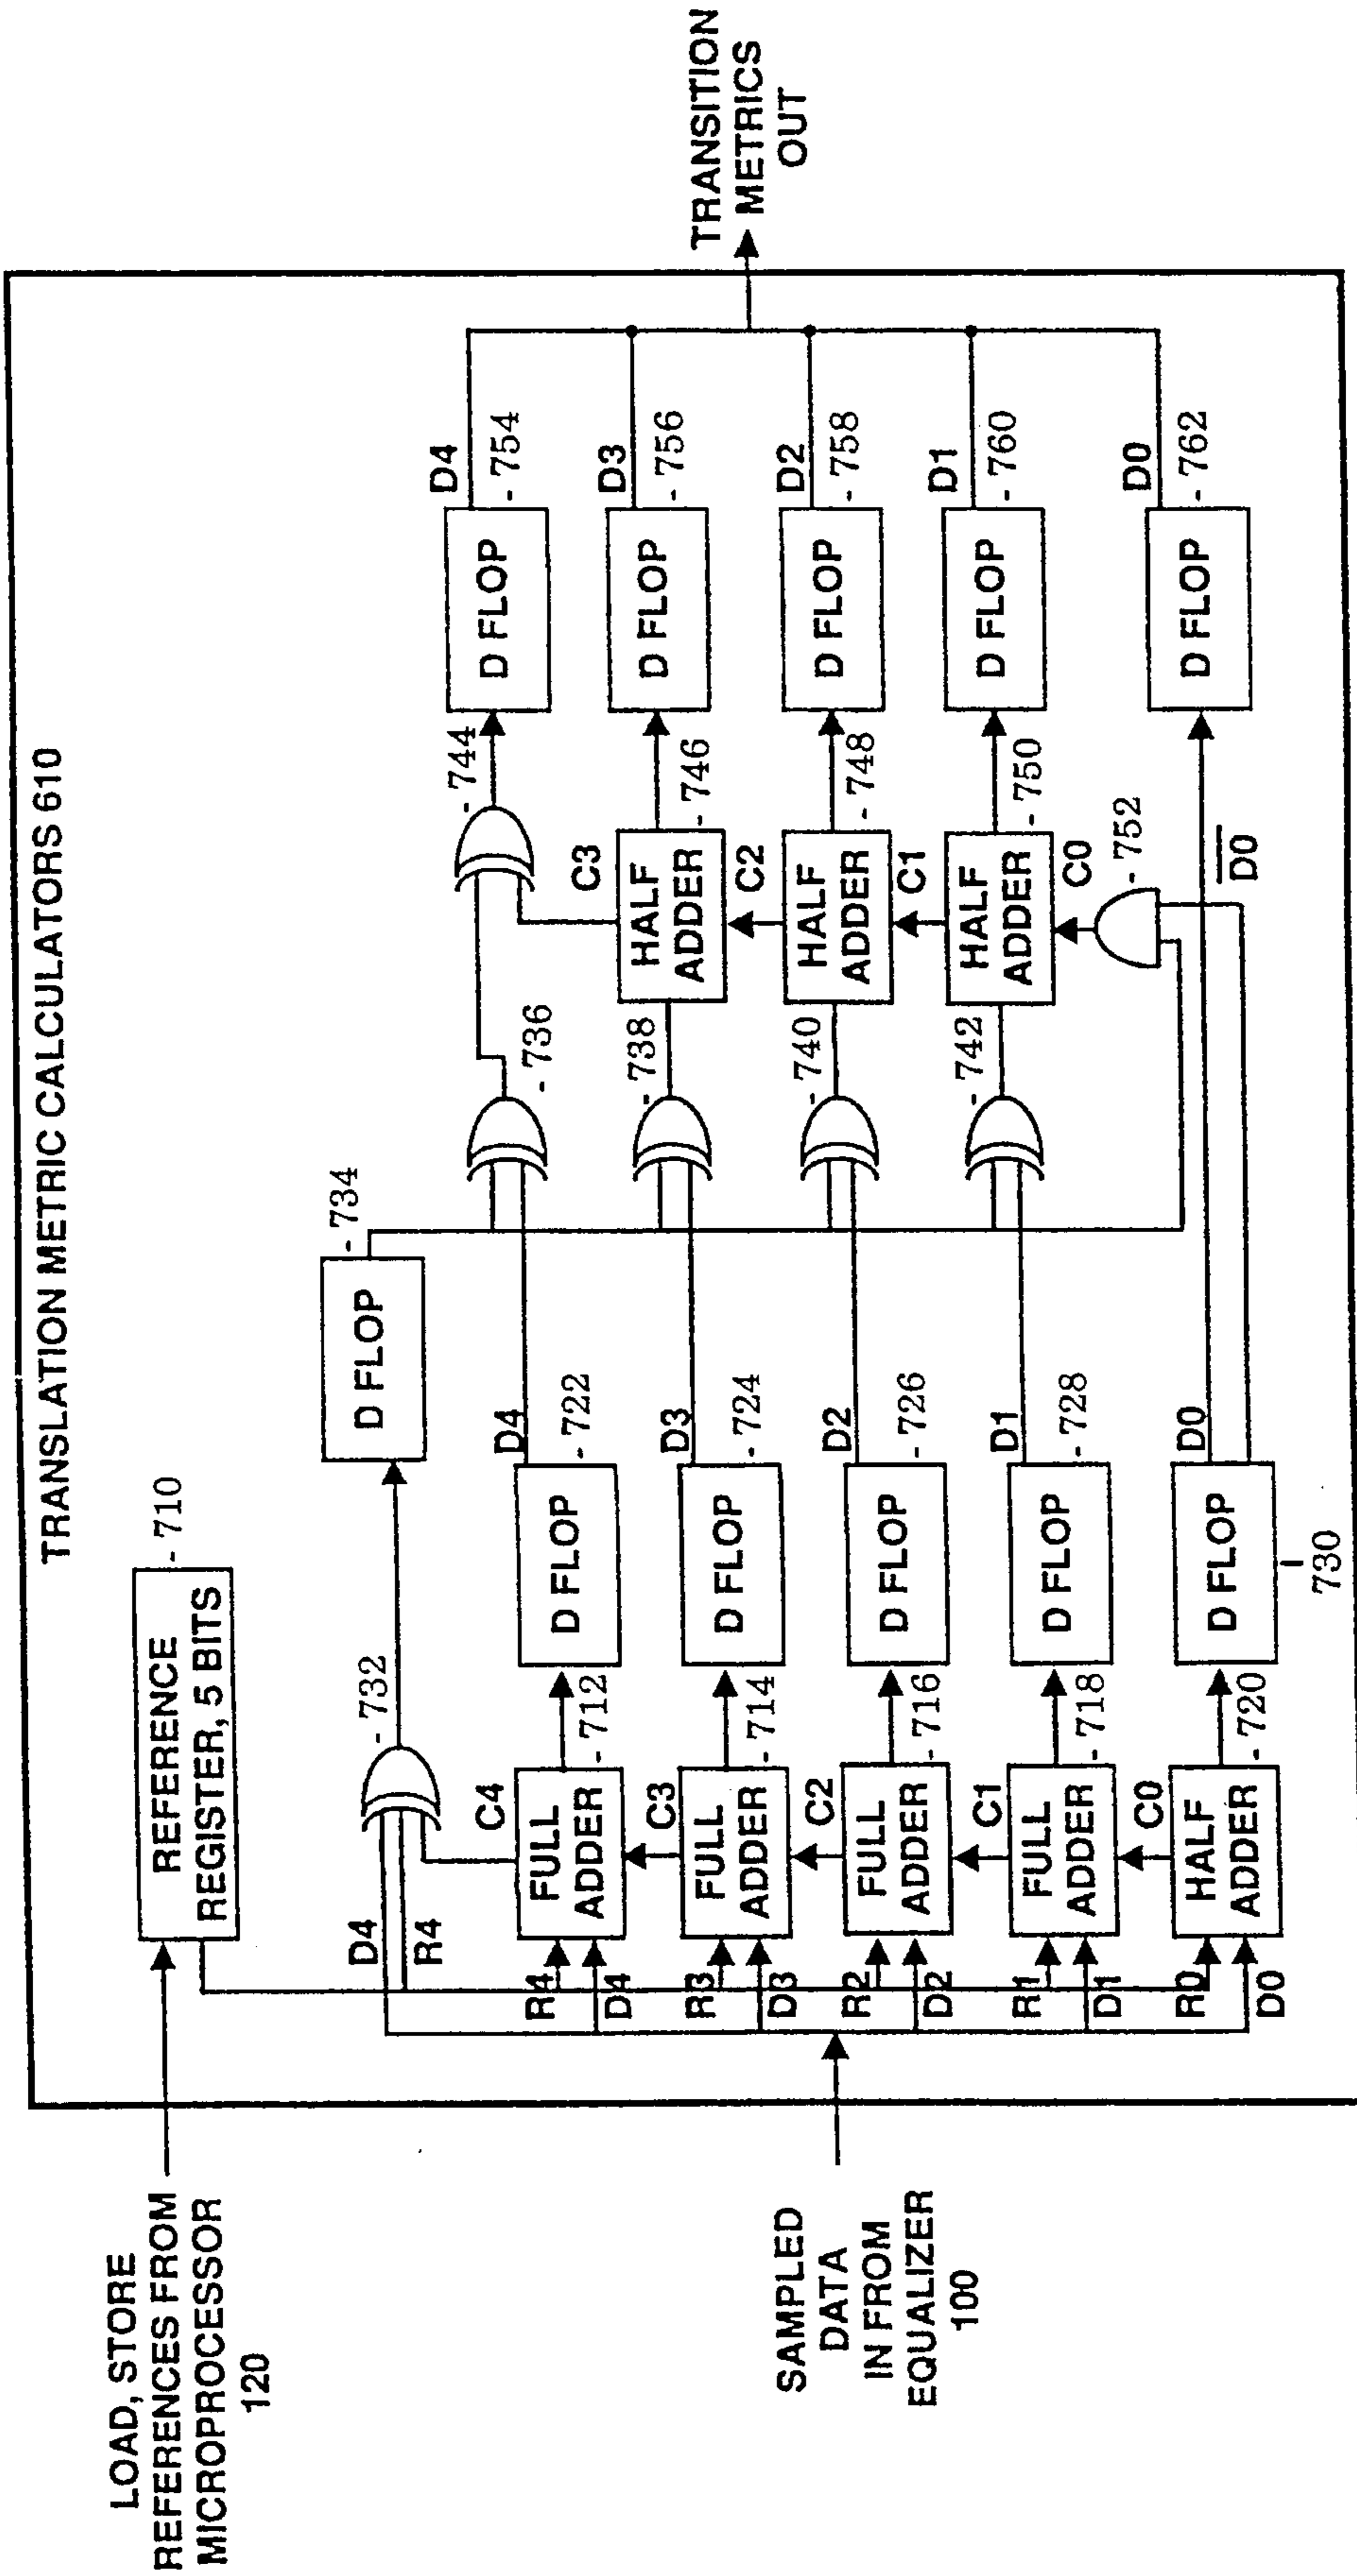 TRANSLATION METRIC CALCULATORS 610
LOAD, STORE
REFERENCES FROM
MICROPROCESSOR
120
REFERENCE
REGISTER, 5 BITS
- 710
SAMPLED
DATA
IN FROM
EQUALIZER
100
D4
R4
- 732
D FLOP
- 734
R4
D4
FULL
ADDER
C4
- 712
D FLOP
D4
- 722
- 736
- 744
D FLOP
D4
- 754
R3
D3
FULL
ADDER
C3
- 714
D FLOP
D3
- 724
- 738
HALF
ADDER
C3
- 746
D FLOP
D3
- 756
R2
D2
FULL
ADDER
C2
- 716
D FLOP
D2
- 726
- 740
HALF
ADDER
C2
- 748
D FLOP
D2
- 758
R1
D1
FULL
ADDER
C1
- 718
D FLOP
D1
- 728
- 742
HALF
ADDER
C1
- 750
D FLOP
D1
- 760
R0
D0
HALF
ADDER
C0
- 720
D FLOP
D0
730
C0
- 752
D̅0̅
D FLOP
D0
- 762
TRANSITION
METRICS
OUT